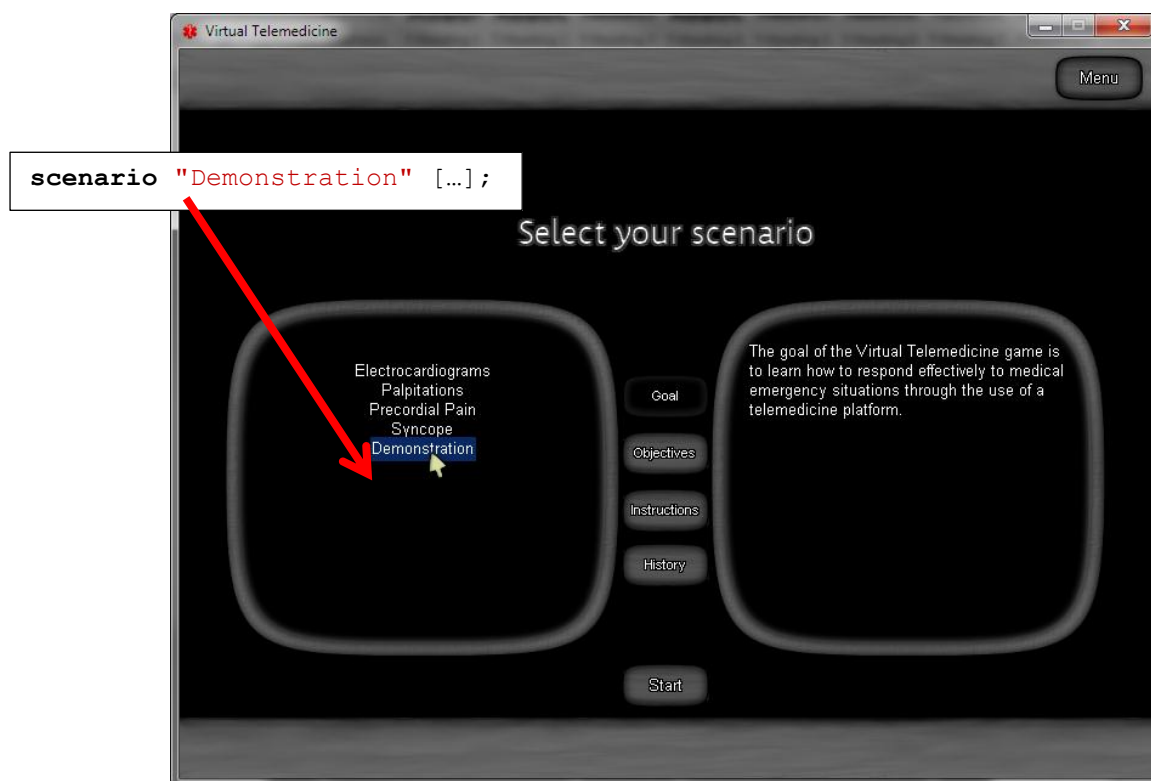 Virtual Telemedicine
Menu
scenario "Demonstration" […];
Select your scenario
Electrocardiograms
Palpitations
Precordial Pain
Syncope
Demonstration
Goal
Objectives
Instructions
History
The goal of the Virtual Telemedicine game is
to learn how to respond effectively to medical
emergency situations through the use of a
telemedicine platform.
Start